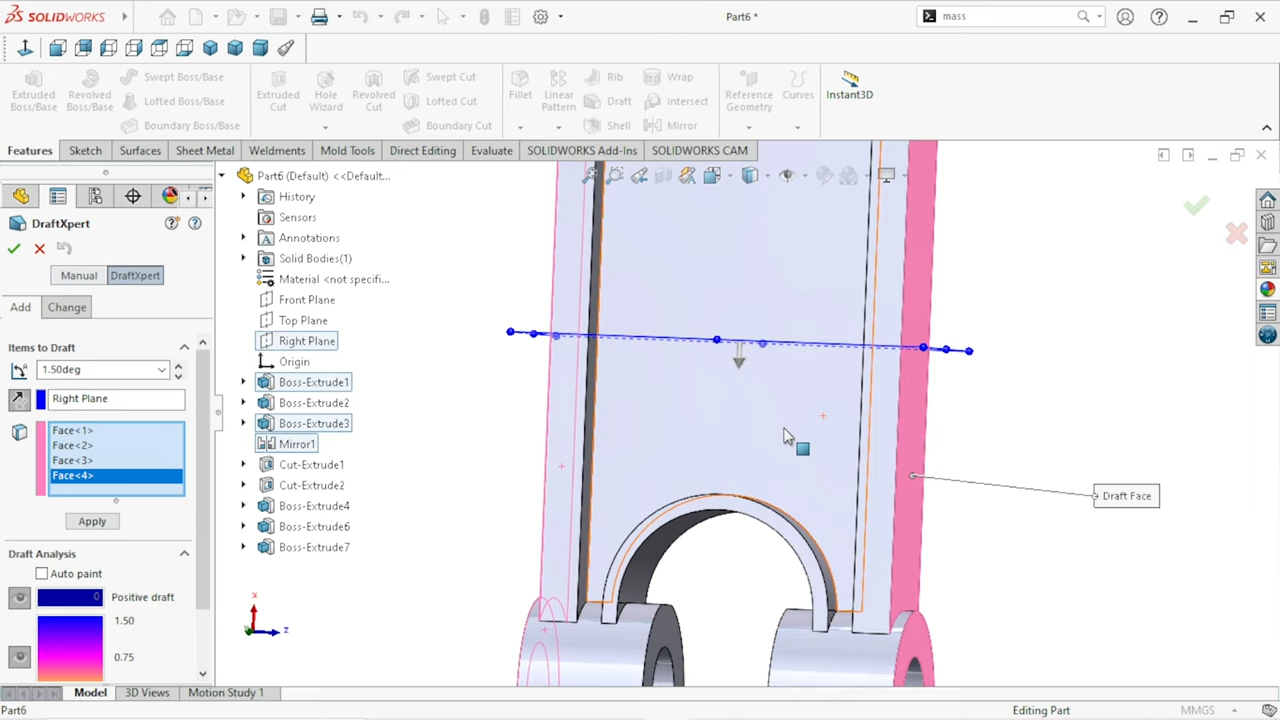 SOLIDWORKS
Part6 *
mass
Extruded Boss/Base
Revolved Boss/Base
Swept Boss/Base
Lofted Boss/Base
Boundary Boss/Base
Extruded Cut
Hole Wizard
Revolved Cut
Swept Cut
Lofted Cut
Boundary Cut
Fillet
Linear Pattern
Rib
Draft
Shell
Wrap
Intersect
Mirror
Reference Geometry
Curves
Instant3D
Features
Sketch
Surfaces
Sheet Metal
Weldments
Mold Tools
Direct Editing
Evaluate
SOLIDWORKS Add-Ins
SOLIDWORKS CAM
DraftXpert
Manual
DraftXpert
Add
Change
Items to Draft
1.50deg
Right Plane
Face<1>
Face<2>
Face<3>
Face<4>
Apply
Draft Analysis
Auto paint
0
Positive draft
1.50
0.75
Part6 (Default) <<Default...
History
Sensors
Annotations
Solid Bodies(1)
Material <not specifi...
Front Plane
Top Plane
Right Plane
Origin
Boss-Extrude1
Boss-Extrude2
Boss-Extrude3
Mirror1
Cut-Extrude1
Cut-Extrude2
Boss-Extrude4
Boss-Extrude6
Boss-Extrude7
Draft Face
x
z
Model
3D Views
Motion Study 1
Part6
Editing Part
MMGS